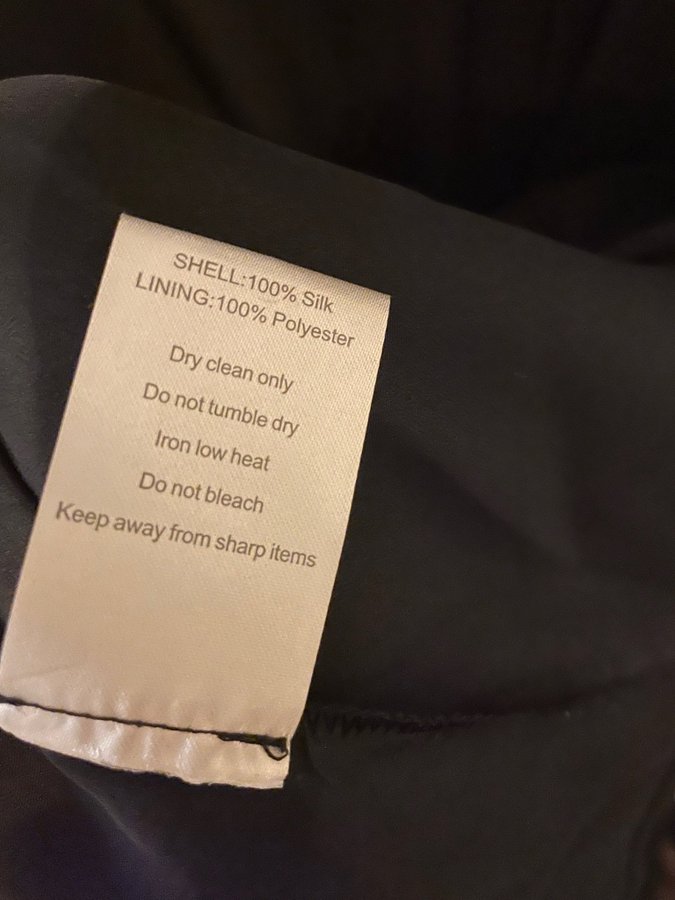 SHELL:100% Silk
LINING:100% Polyester
Dry clean only
Do not tumble dry
Iron low heat
Do not bleach
Keep away from sharp items